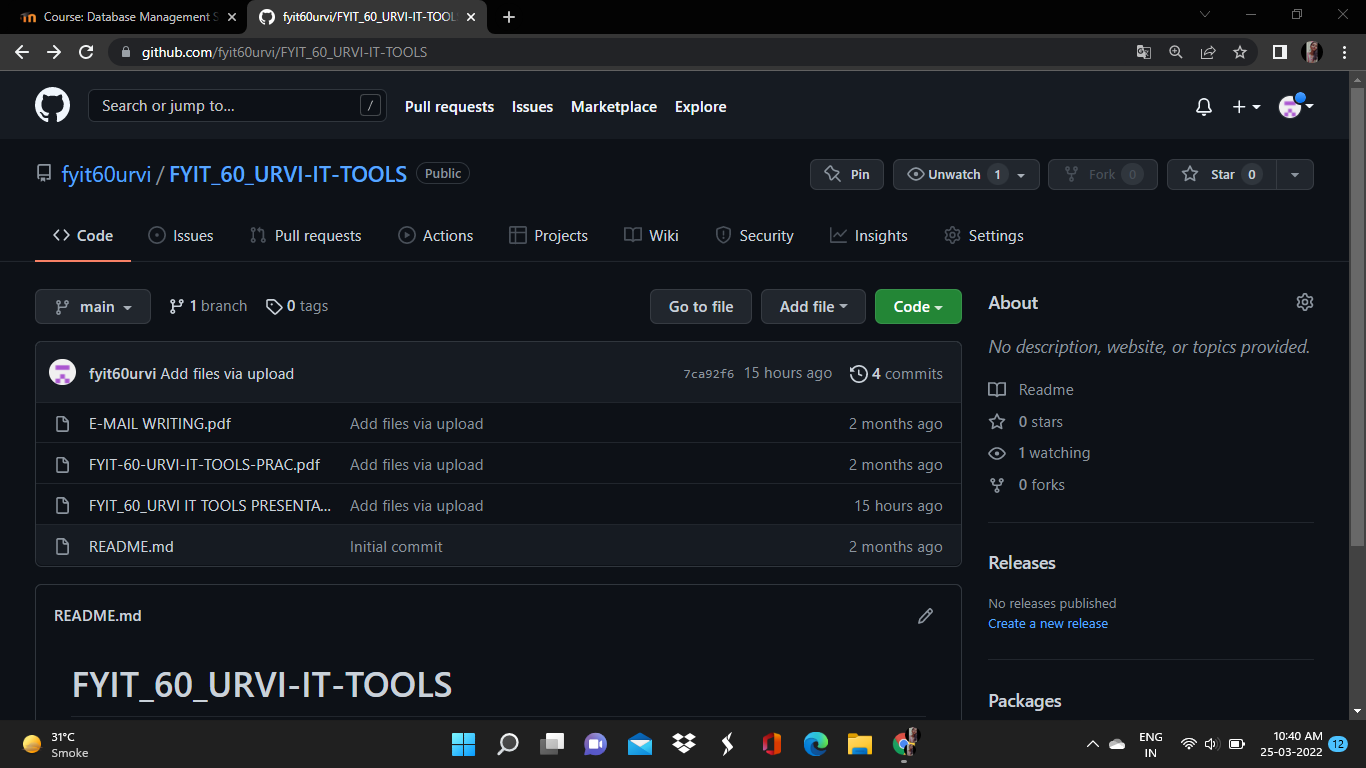 Course: Database Management S
fyit60urvi/FYIT_60_URVI-IT-TOOL
github.com/fyit60urvi/FYIT_60_URVI-IT-TOOLS
Search or jump to...
/
Pull requests
Issues
Marketplace
Explore
fyit60urvi / FYIT_60_URVI-IT-TOOLS
Public
Pin
Unwatch 1
Fork 0
Star 0
Code
Issues
Pull requests
Actions
Projects
Wiki
Security
Insights
Settings
main
1 branch
0 tags
Go to file
Add file
Code
About
No description, website, or topics provided.
fyit60urvi Add files via upload
7ca92f6 15 hours ago
4 commits
E-MAIL WRITING.pdf
Add files via upload
2 months ago
FYIT-60-URVI-IT-TOOLS-PRAC.pdf
Add files via upload
2 months ago
FYIT_60_URVI IT TOOLS PRESENTA...
Add files via upload
15 hours ago
README.md
Initial commit
2 months ago
Readme
0 stars
1 watching
0 forks
Releases
No releases published
Create a new release
Packages
README.md
FYIT_60_URVI-IT-TOOLS
31°C
Smoke
ENG
IN
10:40 AM
25-03-2022
12